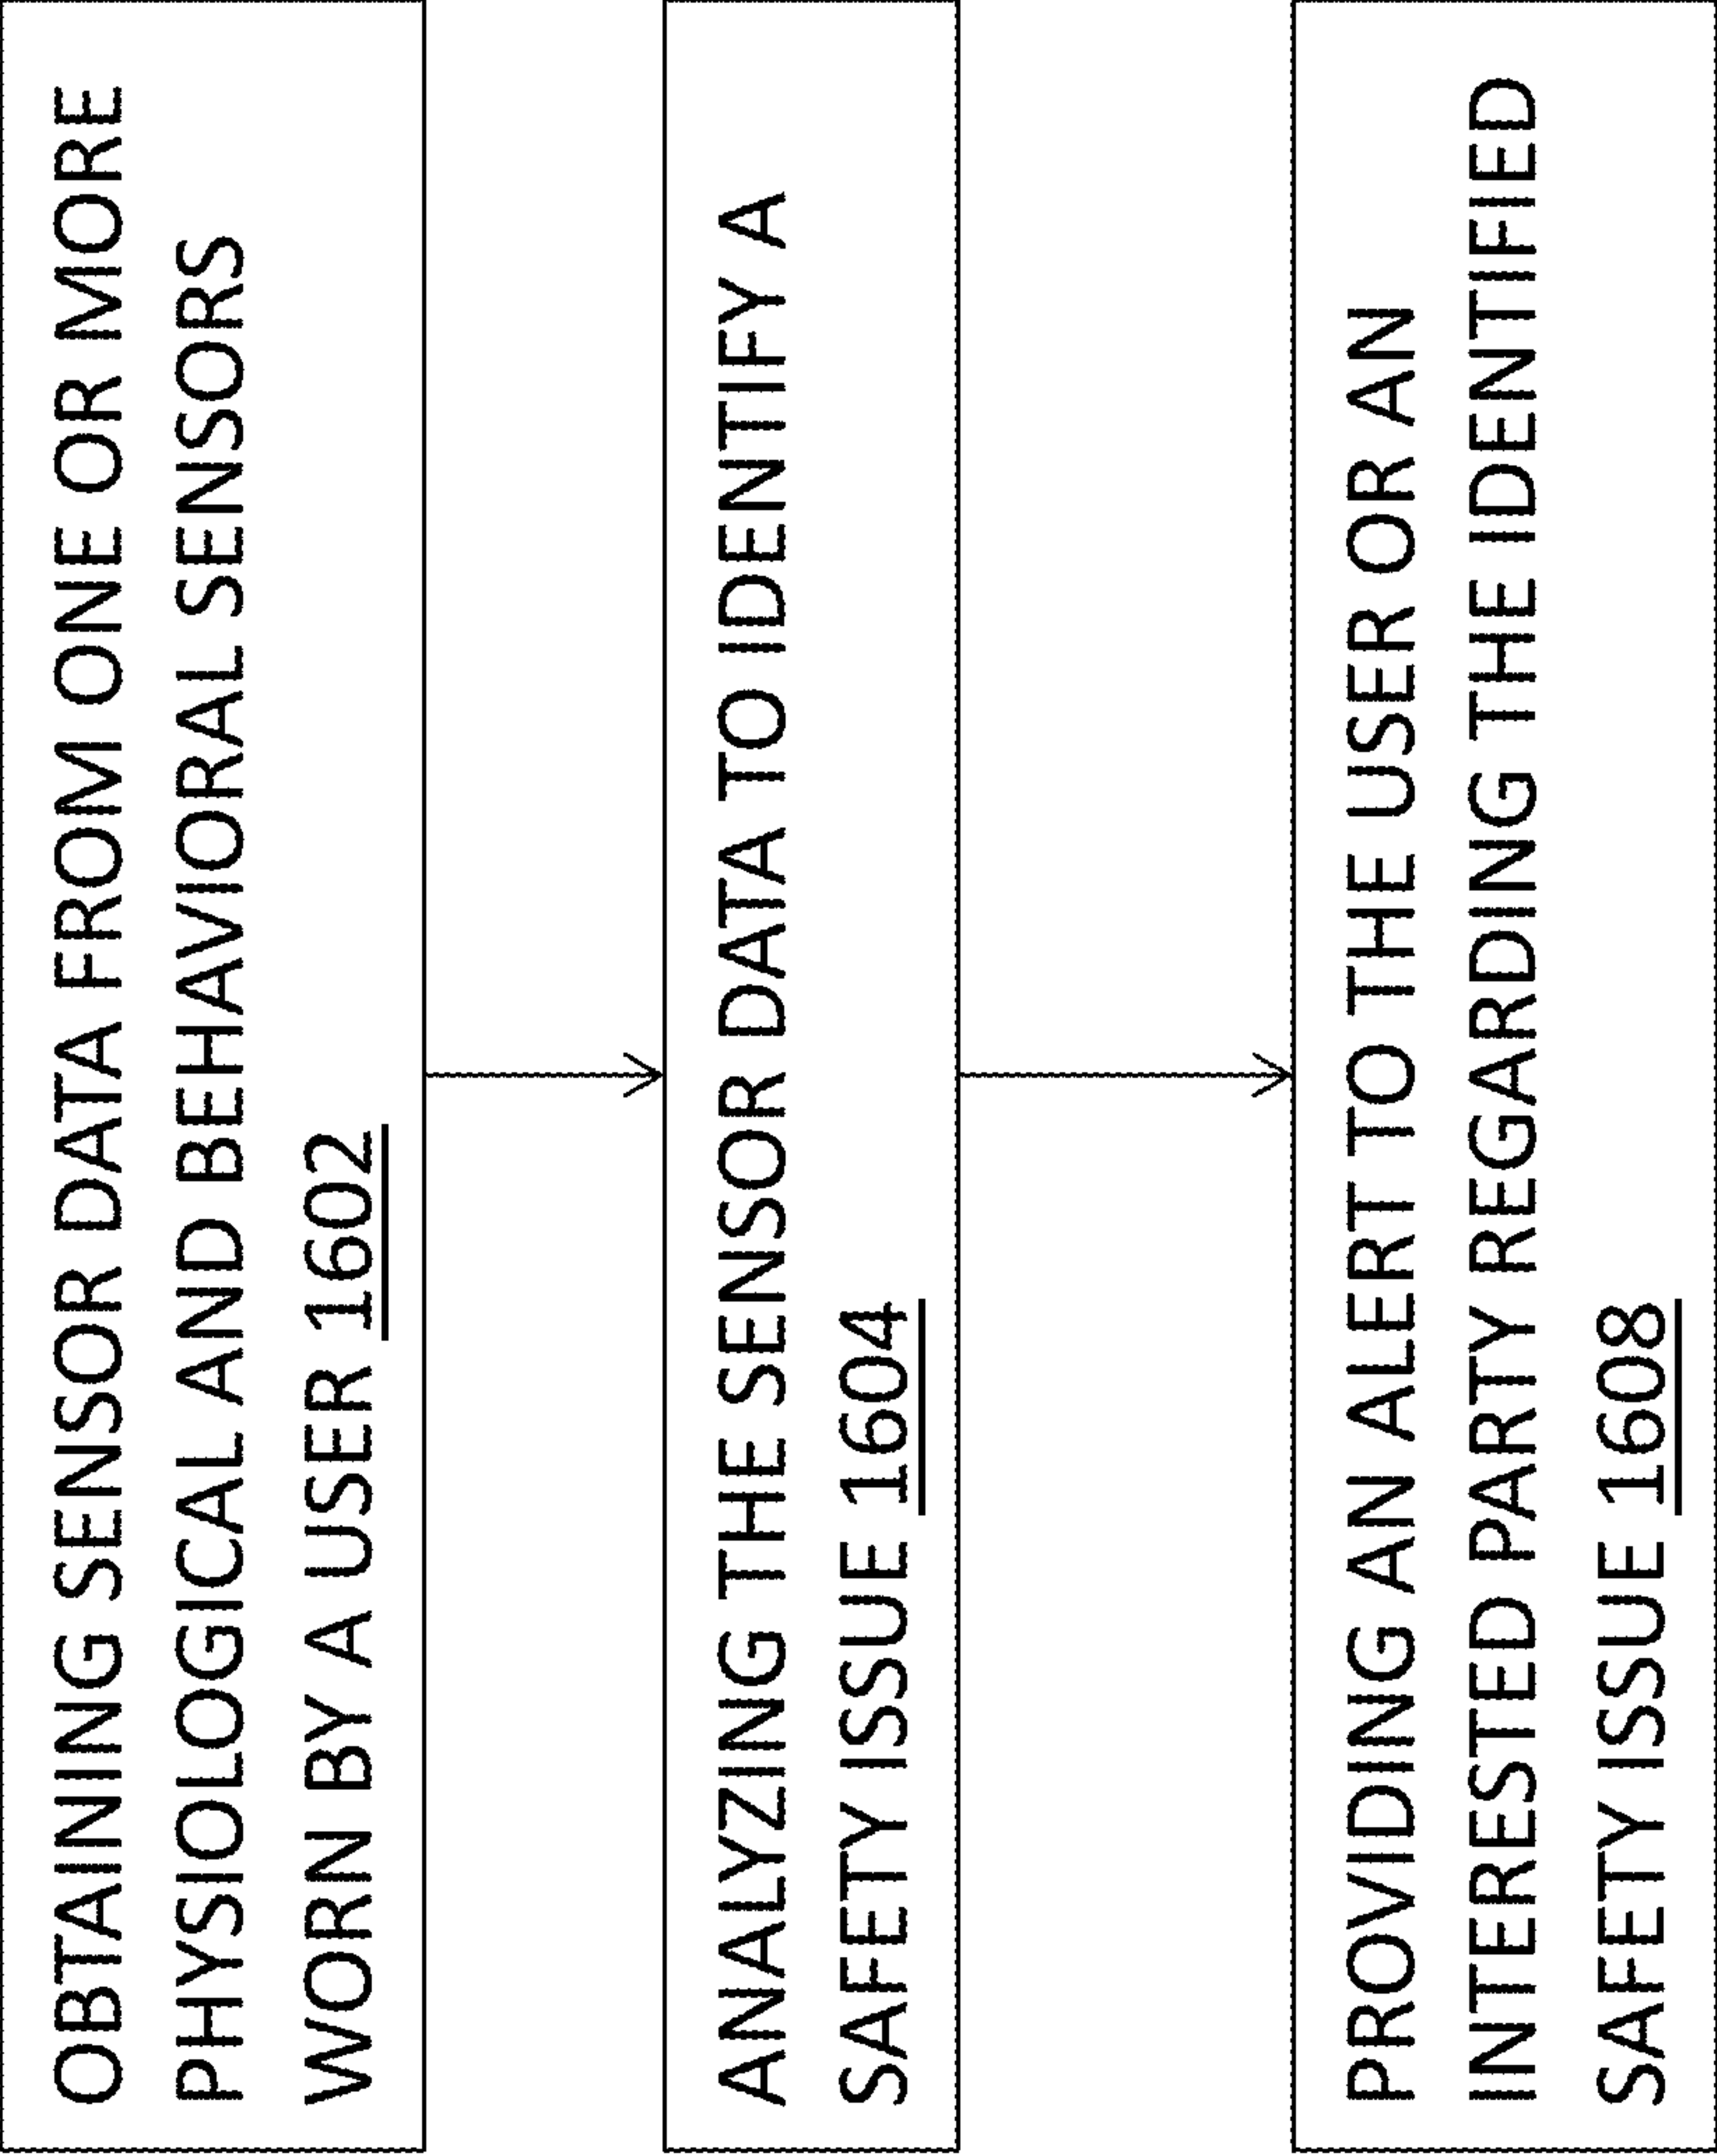 OBTAINING SENSOR DATA FROM ONE OR MORE
PHYSIOLOGICAL AND BEHAVIORAL SENSORS
WORN BY A USER 1602
ANALYZING THE SENSOR DATA TO IDENTIFY A
SAFETY ISSUE 1604
PROVIDING AN ALERT TO THE USER OR AN
INTERESTED PARTY REGARDING THE IDENTIFIED
SAFETY ISSUE 1608